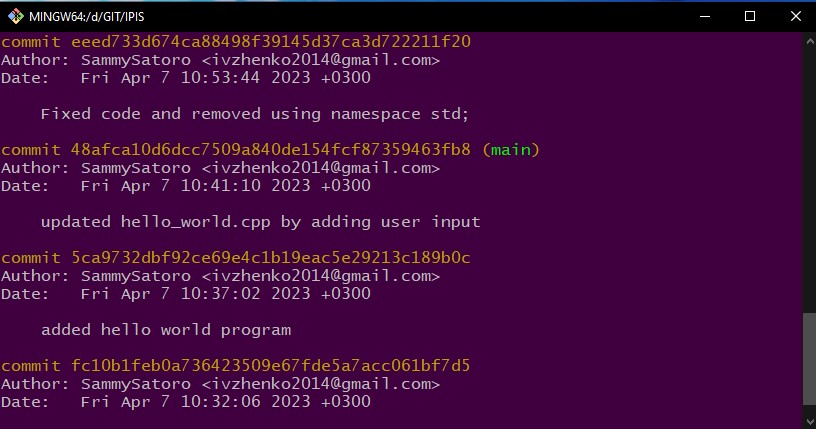 MINGW64:/d/GIT/IPIS
commit eeed733d674ca88498f39145d37ca3d722211f20
Author: SammySatoro <ivzhenko2014@gmail.com>
Date:   Fri Apr 7 10:53:44 2023 +0300
    Fixed code and removed using namespace std;
commit 48afca10d6dcc7509a840de154fcf87359463fb8 (main)
Author: SammySatoro <ivzhenko2014@gmail.com>
Date:   Fri Apr 7 10:41:10 2023 +0300
    updated hello_world.cpp by adding user input
commit 5ca9732dbf92ce69e4c1b19eac5e29213c189b0c
Author: SammySatoro <ivzhenko2014@gmail.com>
Date:   Fri Apr 7 10:37:02 2023 +0300
    added hello world program
commit fc10b1feb0a736423509e67fde5a7acc061bf7d5
Author: SammySatoro <ivzhenko2014@gmail.com>
Date:   Fri Apr 7 10:32:06 2023 +0300